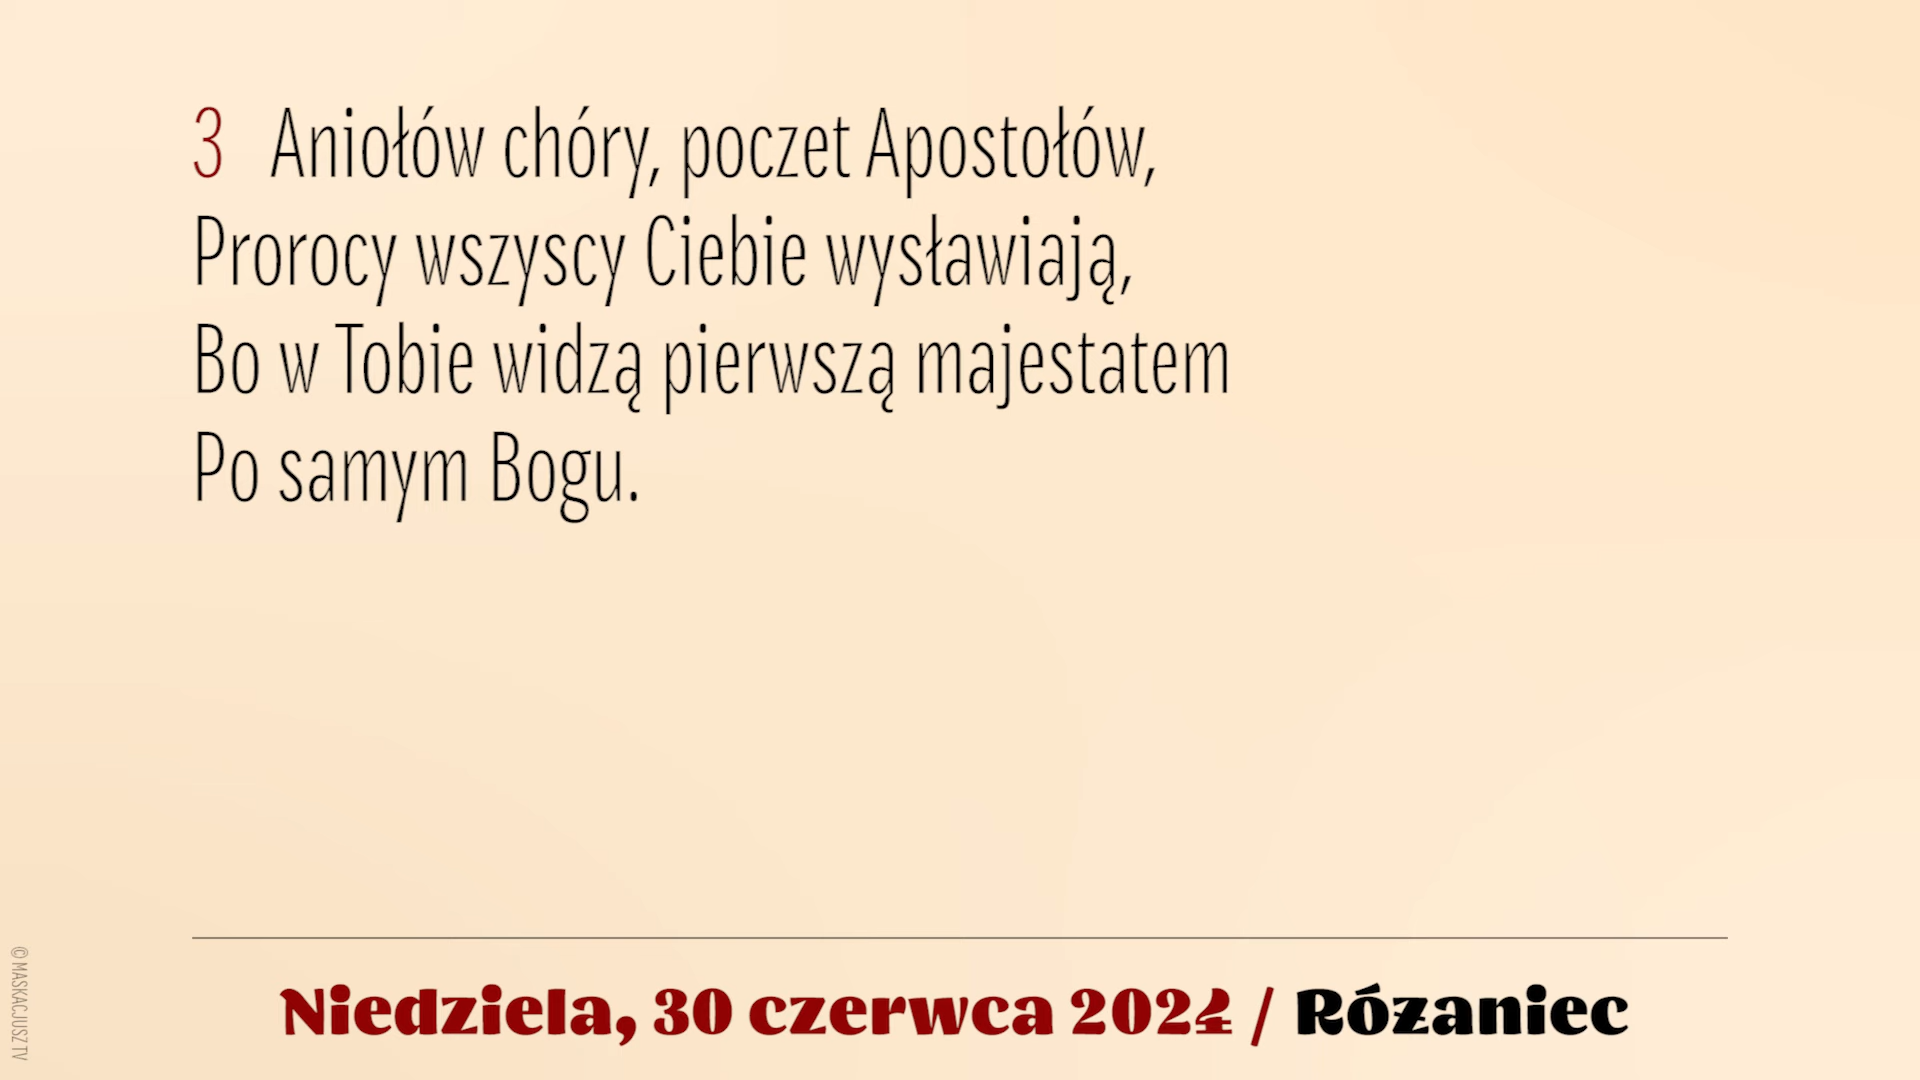 3 Aniołów chóry, poczet Apostołów,
Prorocy wszyscy Ciebie wysławiają,
Bo w Tobie widzą pierwszą majestatem
Po samym Bogu.
Niedziela, 30 czerwca 2024 / Różaniec
© MASKACJUSZ TV